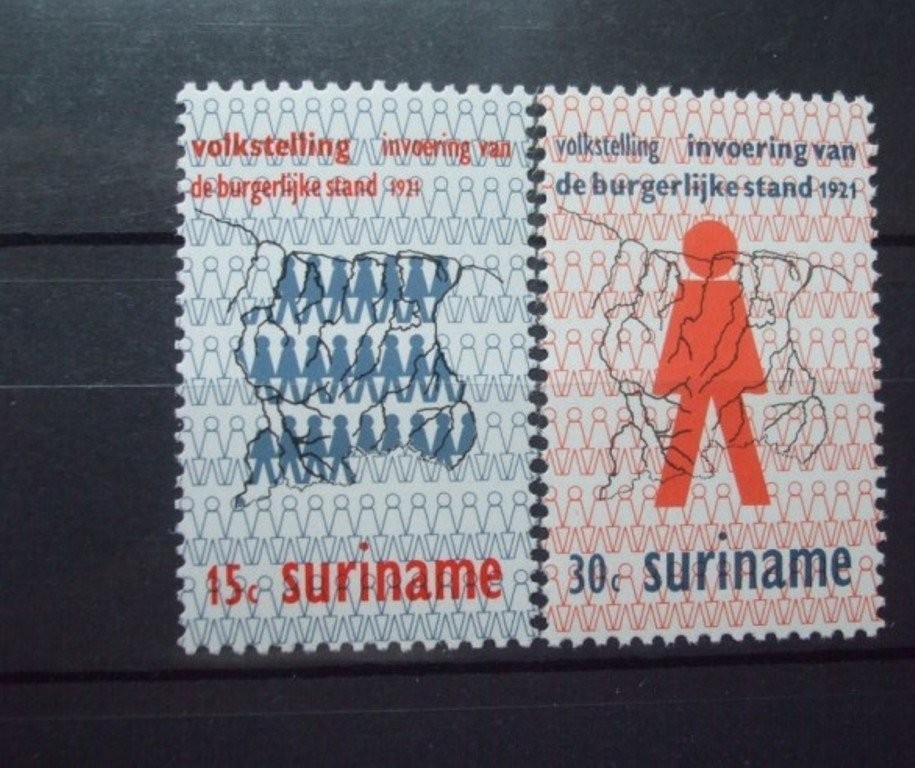 volkstelling invoering van
de burgerlijke stand 1921
15c suriname
volkstelling invoering van
de burgerlijke stand 1921
30c suriname